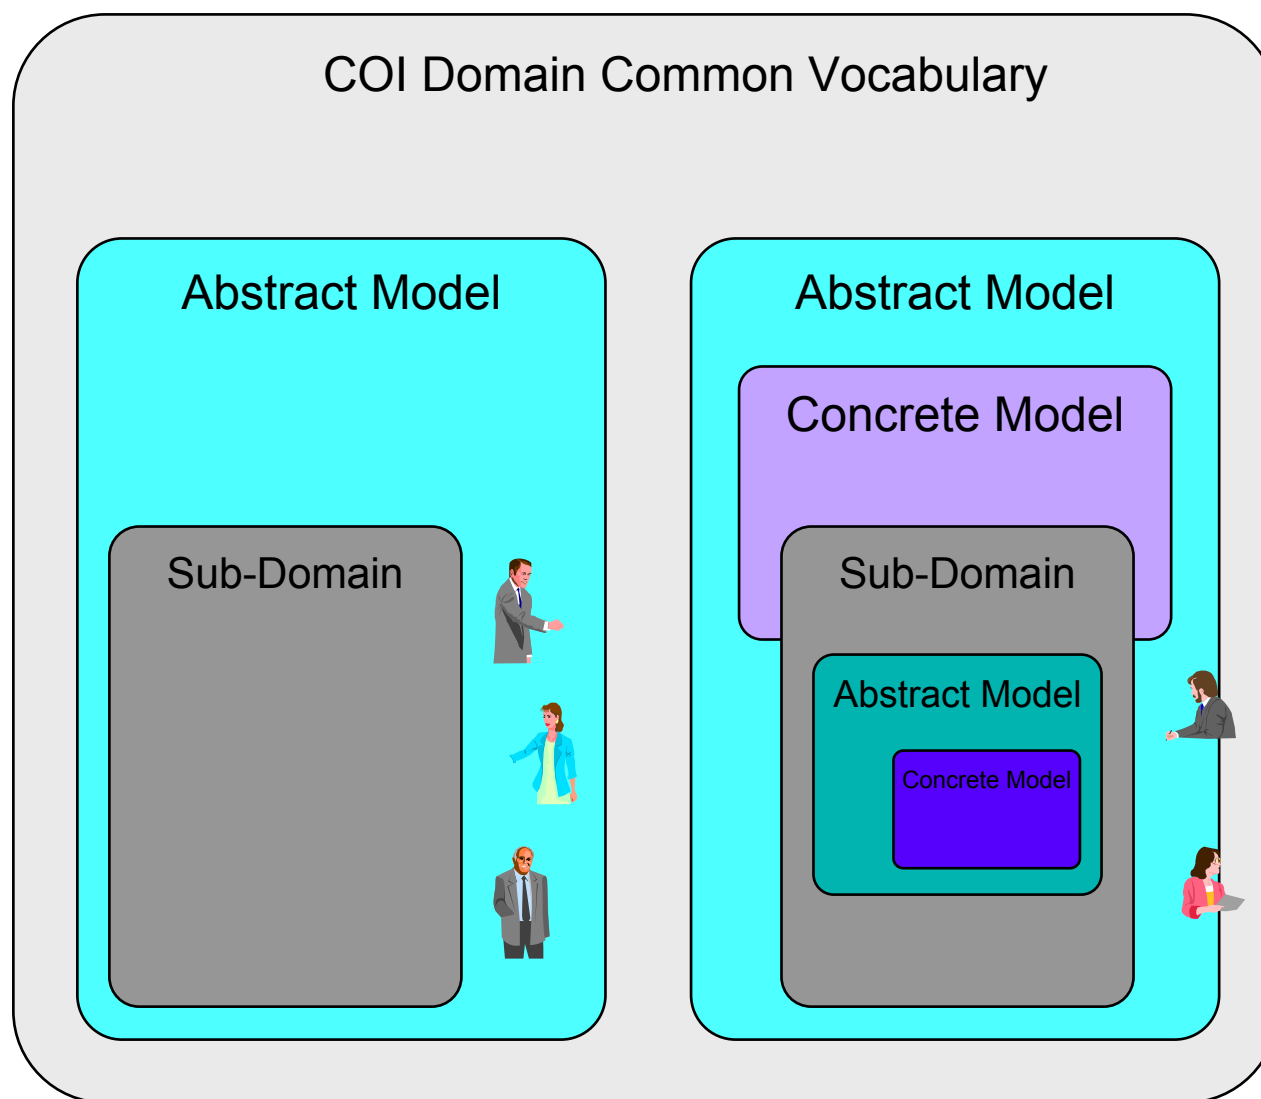 COI Domain Common Vocabulary
Abstract Model
Sub-Domain
Abstract Model
Concrete Model
Sub-Domain
Abstract Model
Concrete Model